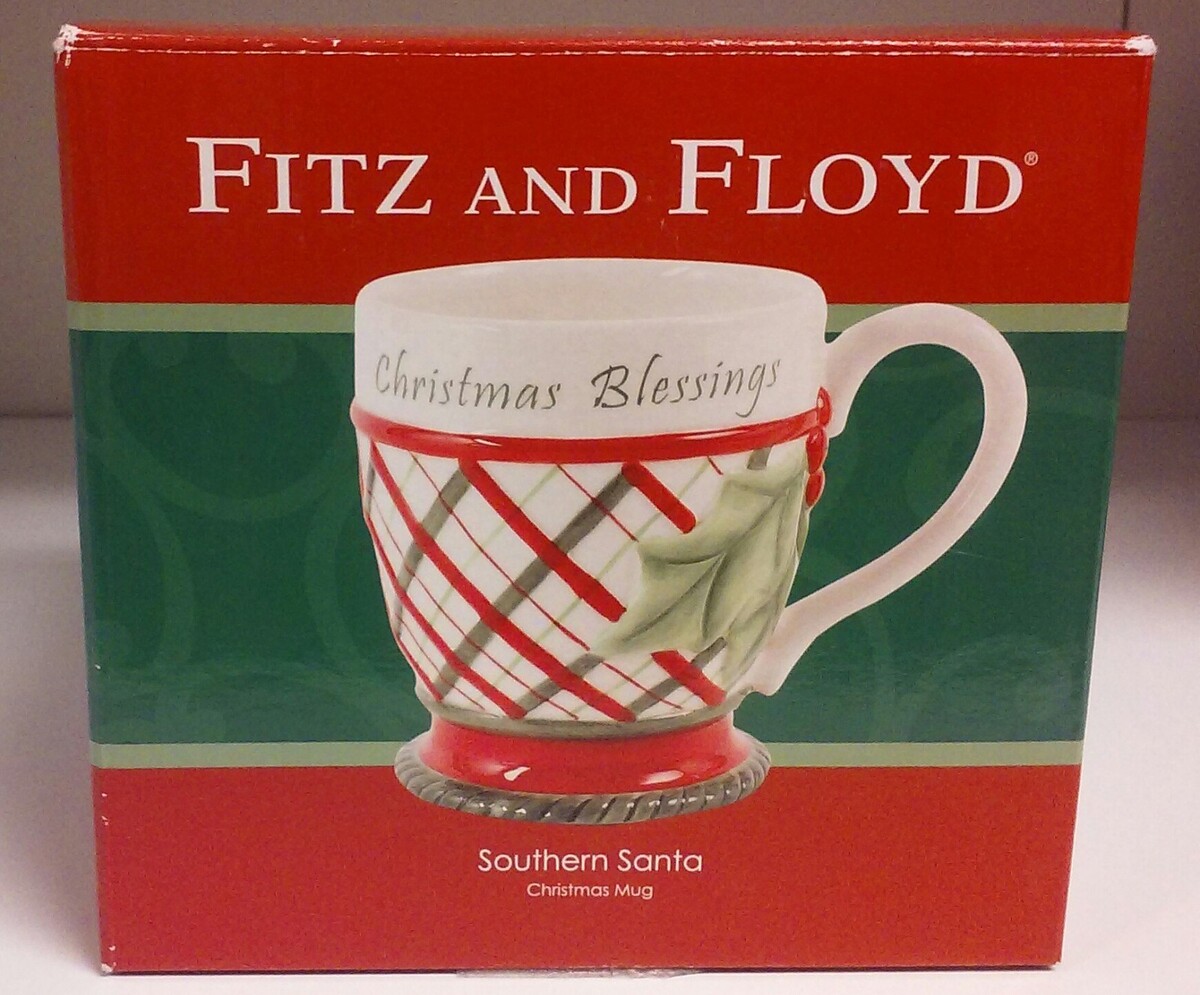 FITZ AND FLOYD®
Christmas Blessings
Southern Santa
Christmas Mug